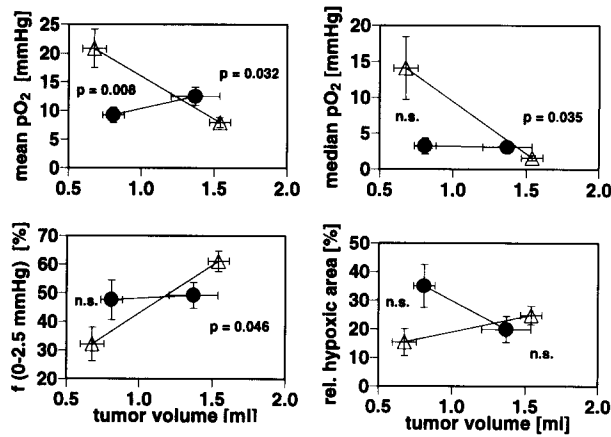 mean pO₂ [mmHg]
25
20
15
10
5
0
p = 0.008
p = 0.032
0.5 1.0 1.5 2.0
median pO₂ [mmHg]
20
15
10
5
0
n.s.
p = 0.035
0.5 1.0 1.5 2.0
f (0-2.5 mmHg) [%]
80
70
60
50
40
30
20
n.s.
p = 0.046
0.5 1.0 1.5 2.0
tumor volume [ml]
rel. hypoxic area [%]
50
40
30
20
10
0
n.s.
n.s.
0.5 1.0 1.5 2.0
tumor volume [ml]